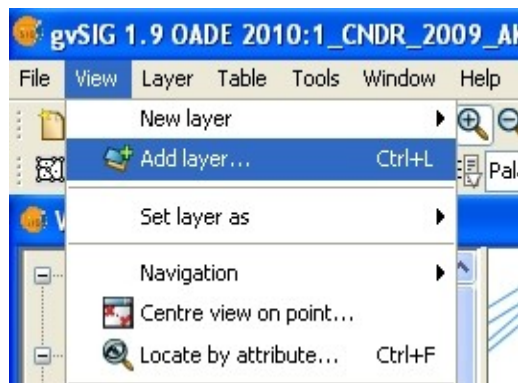 gvSIG 1.9 OADE 2010:1_CNDR_2009_
File View Layer Table Tools Window Help
New layer
Add layer... Ctrl+L
Set layer as
Navigation
Centre view on point...
Locate by attribute... Ctrl+F